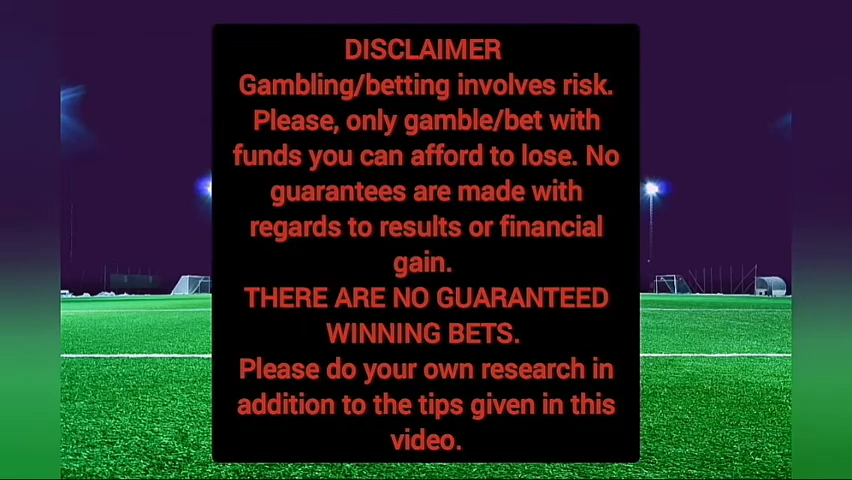 DISCLAIMER
Gambling/betting involves risk.
Please, only gamble/bet with
funds you can afford to lose. No
guarantees are made with
regards to results or financial
gain.
THERE ARE NO GUARANTEED
WINNING BETS.
Please do your own research in
addition to the tips given in this
video.